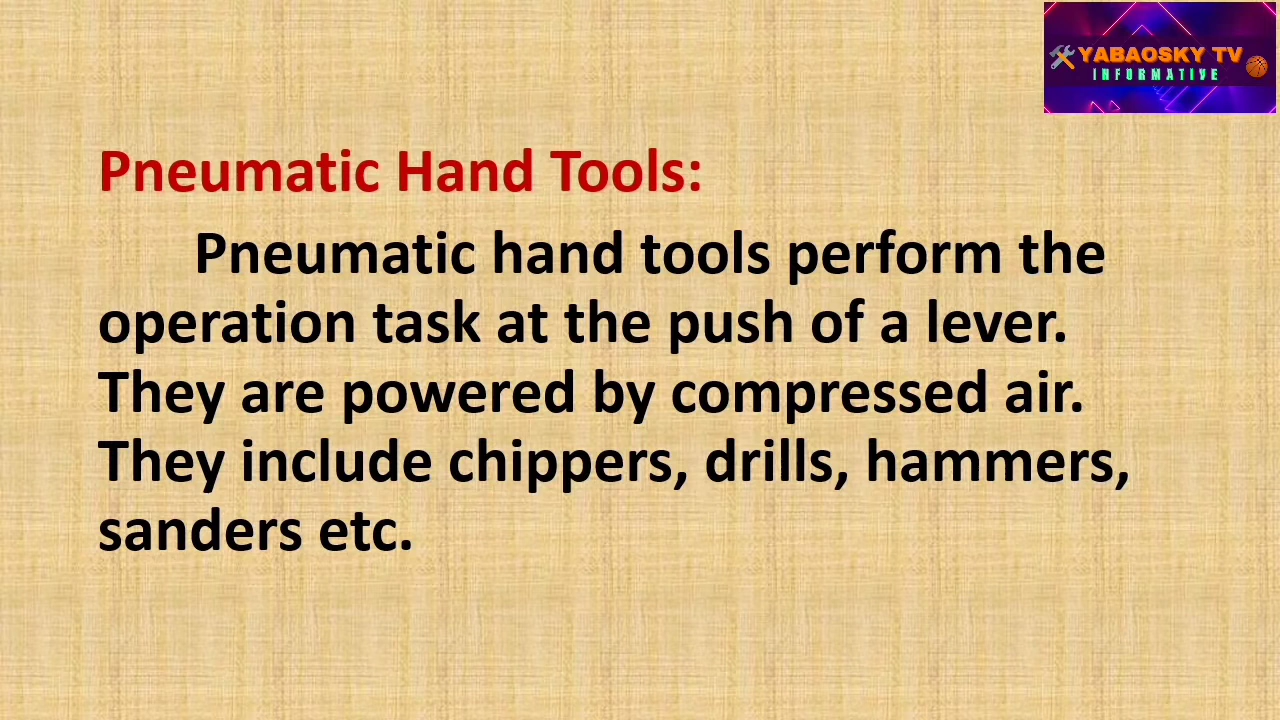 YABAOSKY TV
INFORMATIVE
Pneumatic Hand Tools:
Pneumatic hand tools perform the
operation task at the push of a lever.
They are powered by compressed air.
They include chippers, drills, hammers,
sanders etc.